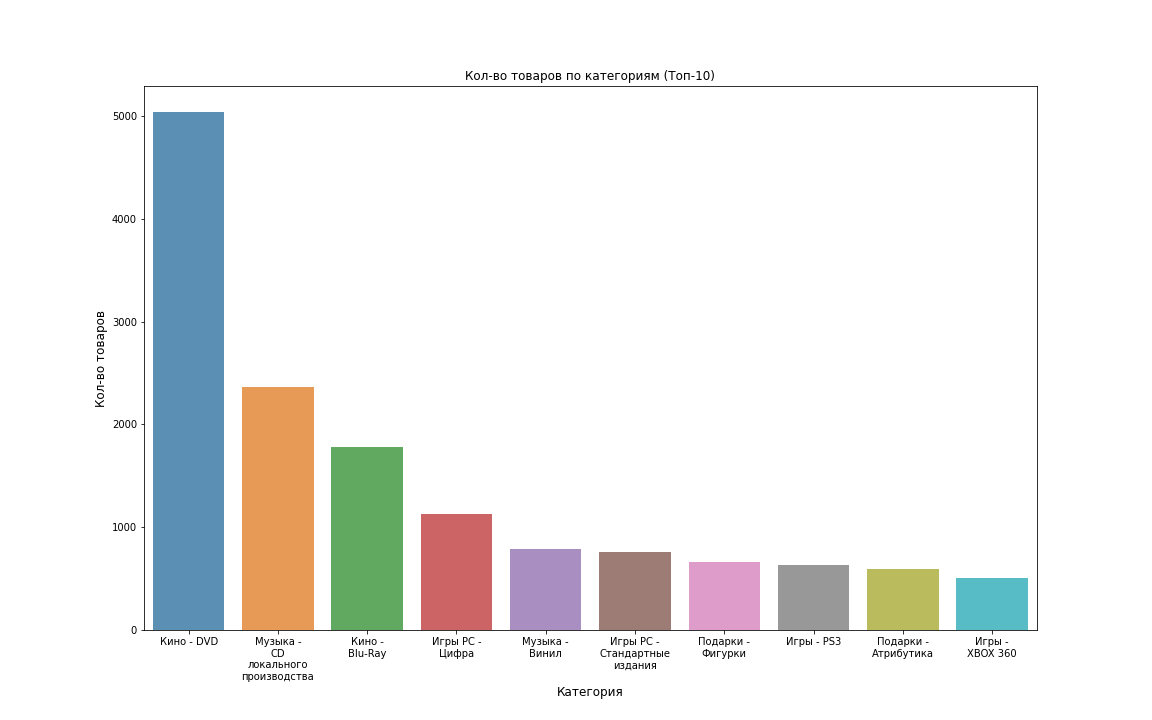 Кол-во товаров по категориям (Топ-10)
Кол-во товаров
5000
4000
3000
2000
1000
0
Кино - DVD
Музыка -
CD
локального
производства
Кино -
Blu-Ray
Игры PC -
Цифра
Музыка -
Винил
Игры PC -
Стандартные
издания
Подарки -
Фигурки
Игры - PS3
Подарки -
Атрибутика
Игры -
XBOX 360
Категория